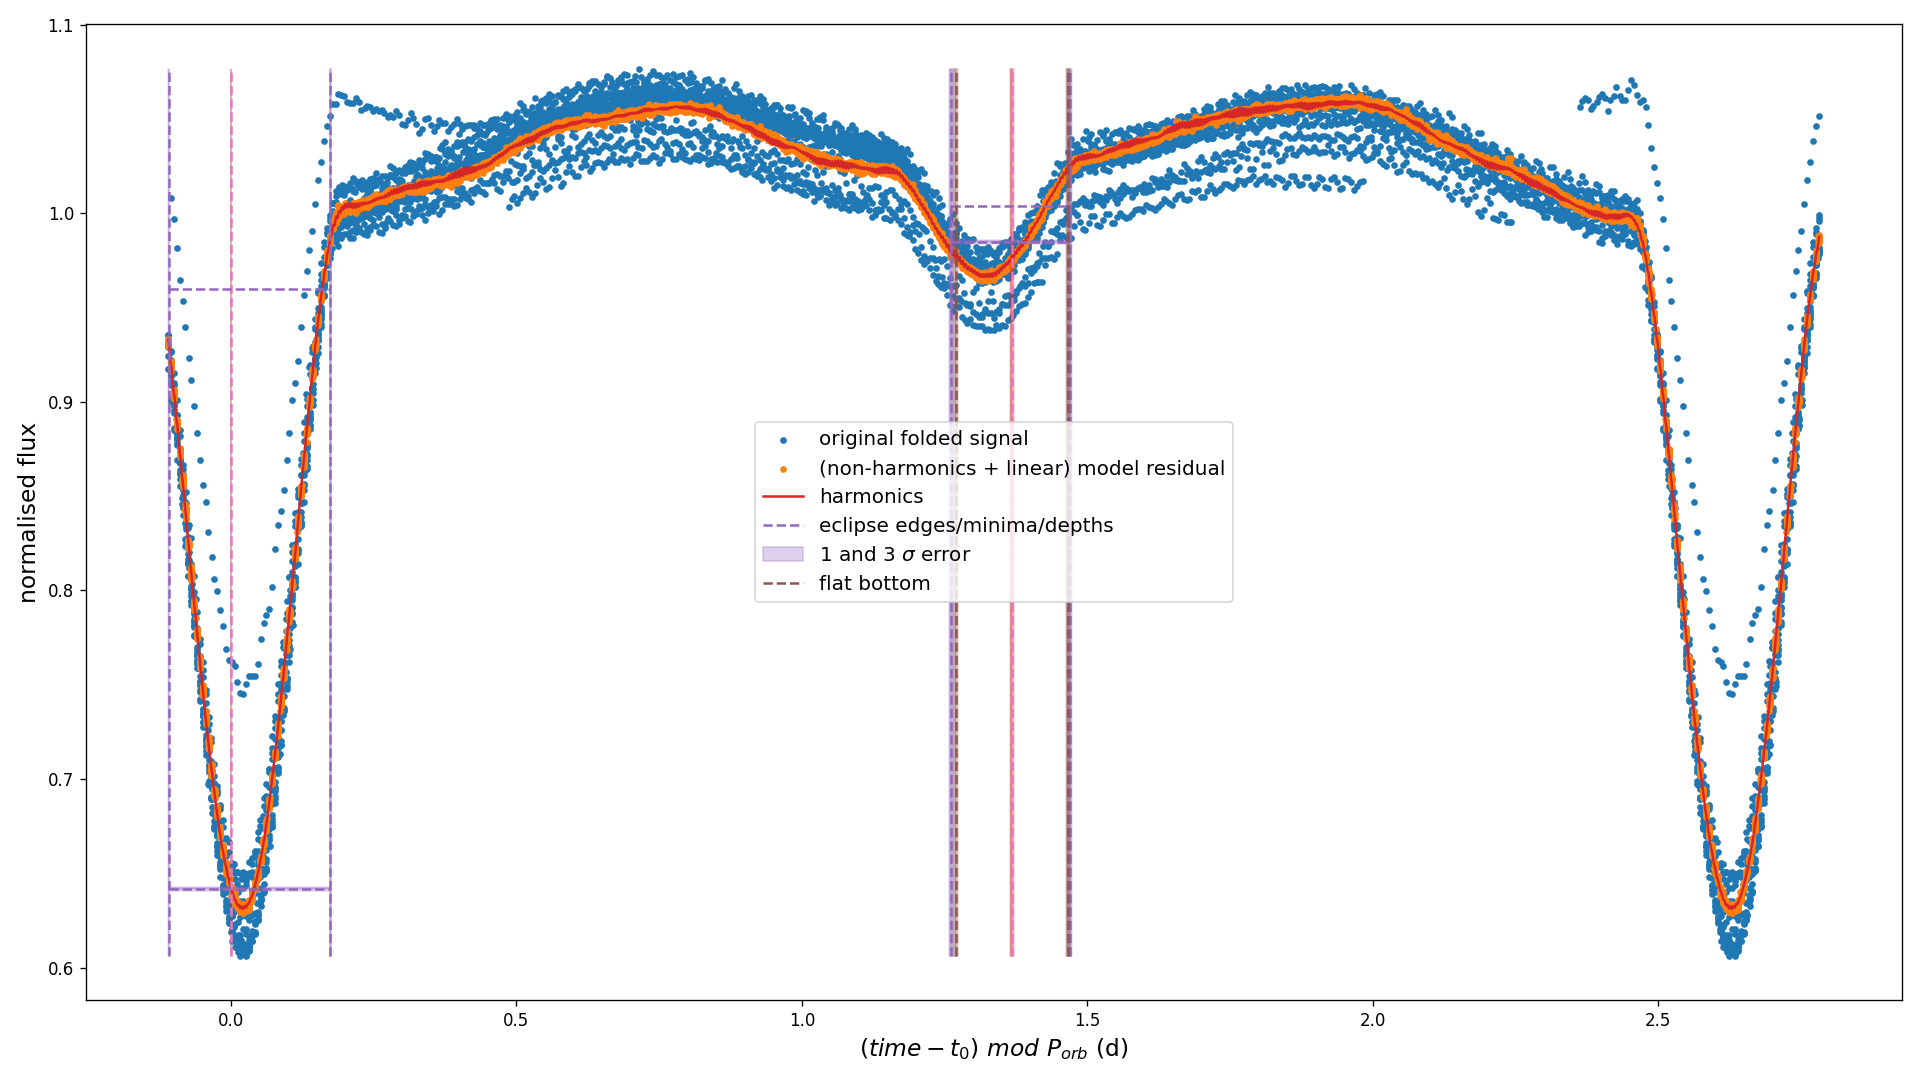 1.1
1.0
0.9
0.8
0.7
0.6
normalised flux
original folded signal
(non-harmonics + linear) model residual
harmonics
eclipse edges/minima/depths
1 and 3 σ error
flat bottom
0.0 0.5 1.0 1.5 2.0 2.5
(time − t₀) mod Pₒᵣb (d)